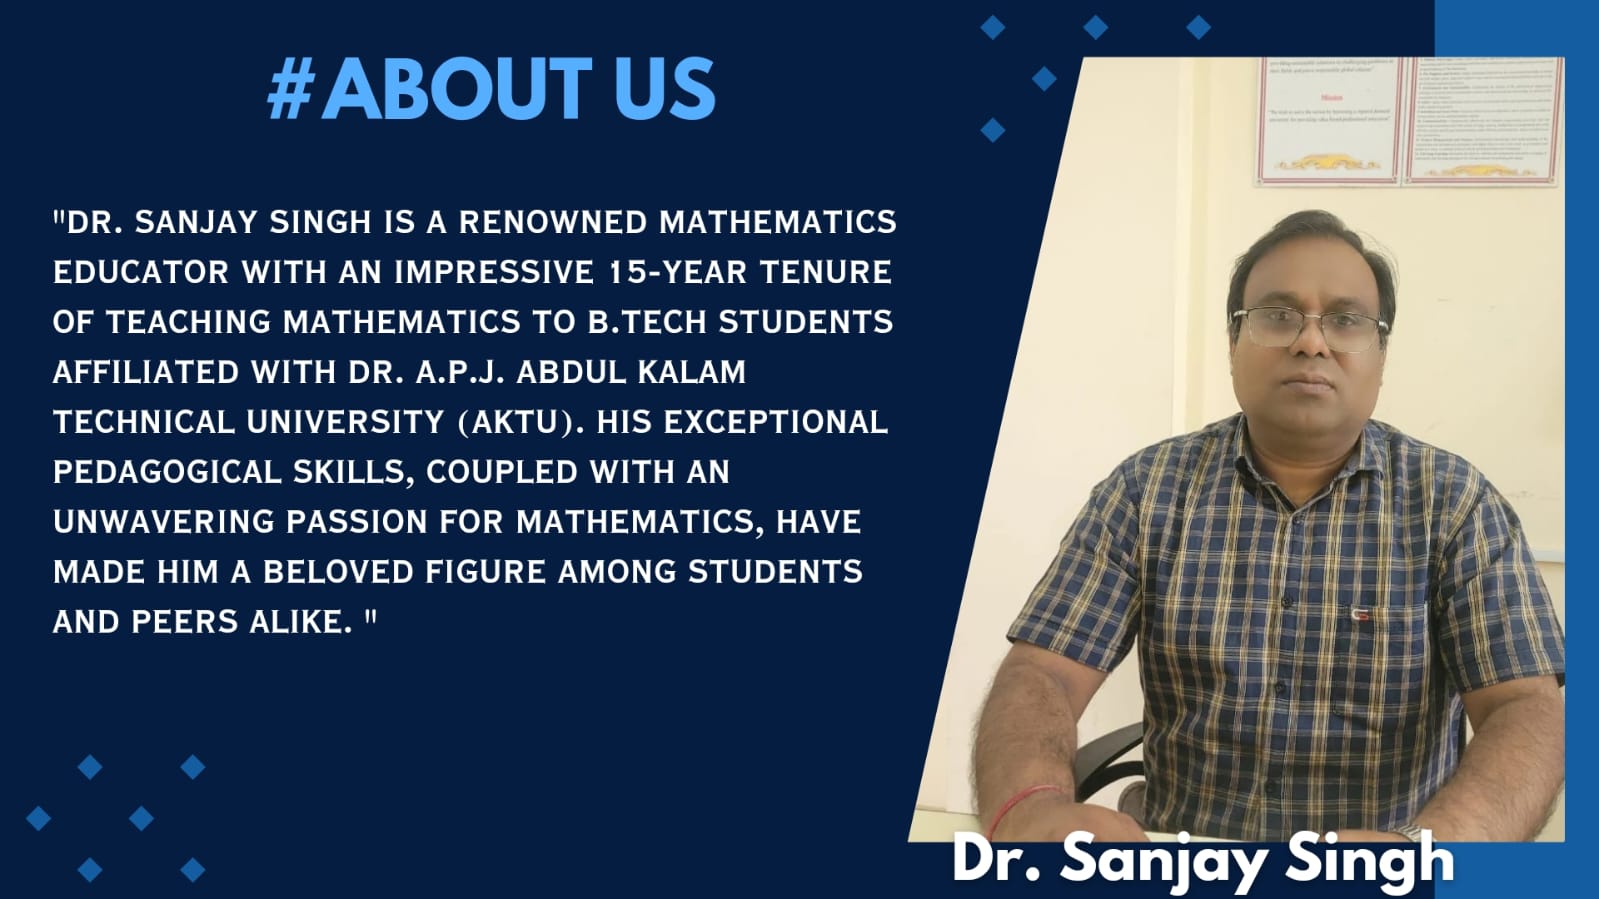 #ABOUT US
"DR. SANJAY SINGH IS A RENOWNED MATHEMATICS
EDUCATOR WITH AN IMPRESSIVE 15-YEAR TENURE
OF TEACHING MATHEMATICS TO B.TECH STUDENTS
AFFILIATED WITH DR. A.P.J. ABDUL KALAM
TECHNICAL UNIVERSITY (AKTU). HIS EXCEPTIONAL
PEDAGOGICAL SKILLS, COUPLED WITH AN
UNWAVERING PASSION FOR MATHEMATICS, HAVE
MADE HIM A BELOVED FIGURE AMONG STUDENTS
AND PEERS ALIKE. "
Mission
Dr. Sanjay Singh